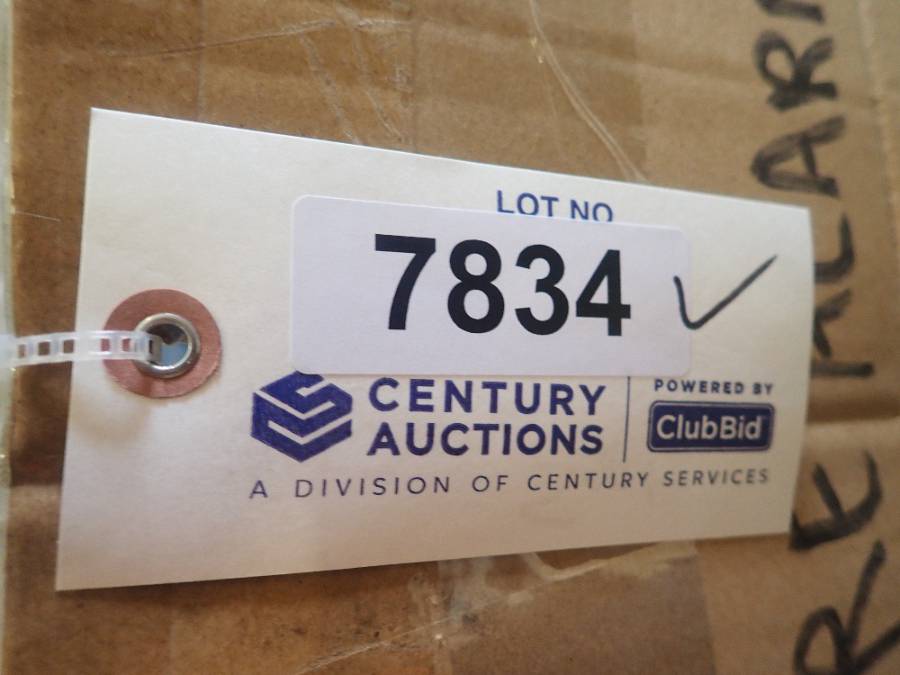 LOT NO
7834
CENTURY
AUCTIONS
POWERED BY
ClubBid
A DIVISION OF CENTURY SERVICES